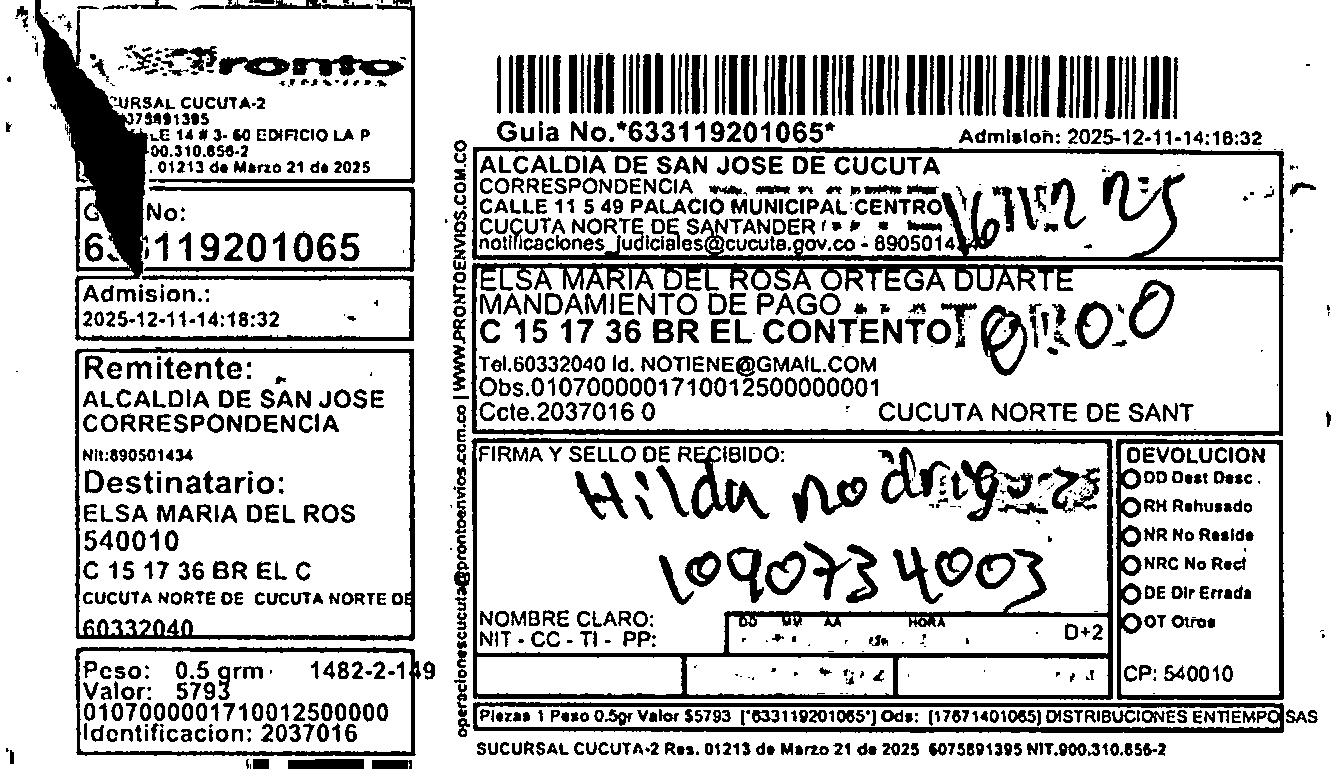 ronto
CURSAL CUCUTA-2
LE 14 # 3- 60 EDIFICIO LA P
00.310.656-2
. 01213 de Marzo 21 de 2025
No:
119201065
Admision.:
2025-12-11-14:18:32
Remitente:
ALCALDIA DE SAN JOSE
CORRESPONDENCIA
Nit:890501434
Destinatario:
ELSA MARIA DEL ROS
540010
C 15 17 36 BR EL C
CUCUTA NORTE DE CUCUTA NORTE DE
60332040
Peso: 0.5 grm 1482-2-149
Valor: 5793
010700000171001250000
Identificacion: 2037016
operacionescucuta@prontoenvios.com.co | WWW.PRONTOENVIOS.COM.CO
Guia No.*633119201065* Admision: 2025-12-11-14:18:32
ALCALDIA DE SAN JOSE DE CUCUTA
CORRESPONDENCIA
CALLE 11 5 49 PALACIO MUNICIPAL CENTRO
CUCUTA NORTE DE SANTANDER
notificaciones_judiciales@cucuta.gov.co - 8905014
ELSA MARIA DEL ROSA ORTEGA DUARTE
MANDAMIENTO DE PAGO
C 15 17 36 BR EL CONTENTO
Tel.60332040 Id. NOTIENE@GMAIL.COM
Obs.010700000171001250000000­1
Ccte.2037016 0 CUCUTA NORTE DE SANT
FIRMA Y SELLO DE RECIBIDO:
Hilda rodriguez
1090734003
NOMBRE CLARO:
NIT - CC - TI - PP:
DD MM AA HORA
D+2
DEVOLUCION
DD Dest Desc.
RH Rehusado
NR No Reside
NRC No Recl
DE Dir Errada
OT Otros
CP: 540010
Piezas 1 Peso 0.5gr Valor $5793 [*633119201065*] Ods: [17671401065] DISTRIBUCIONES ENTIEMPO SAS
SUCURSAL CUCUTA-2 Res. 01213 de Marzo 21 de 2025 6075891395 NIT.900.310.856-2